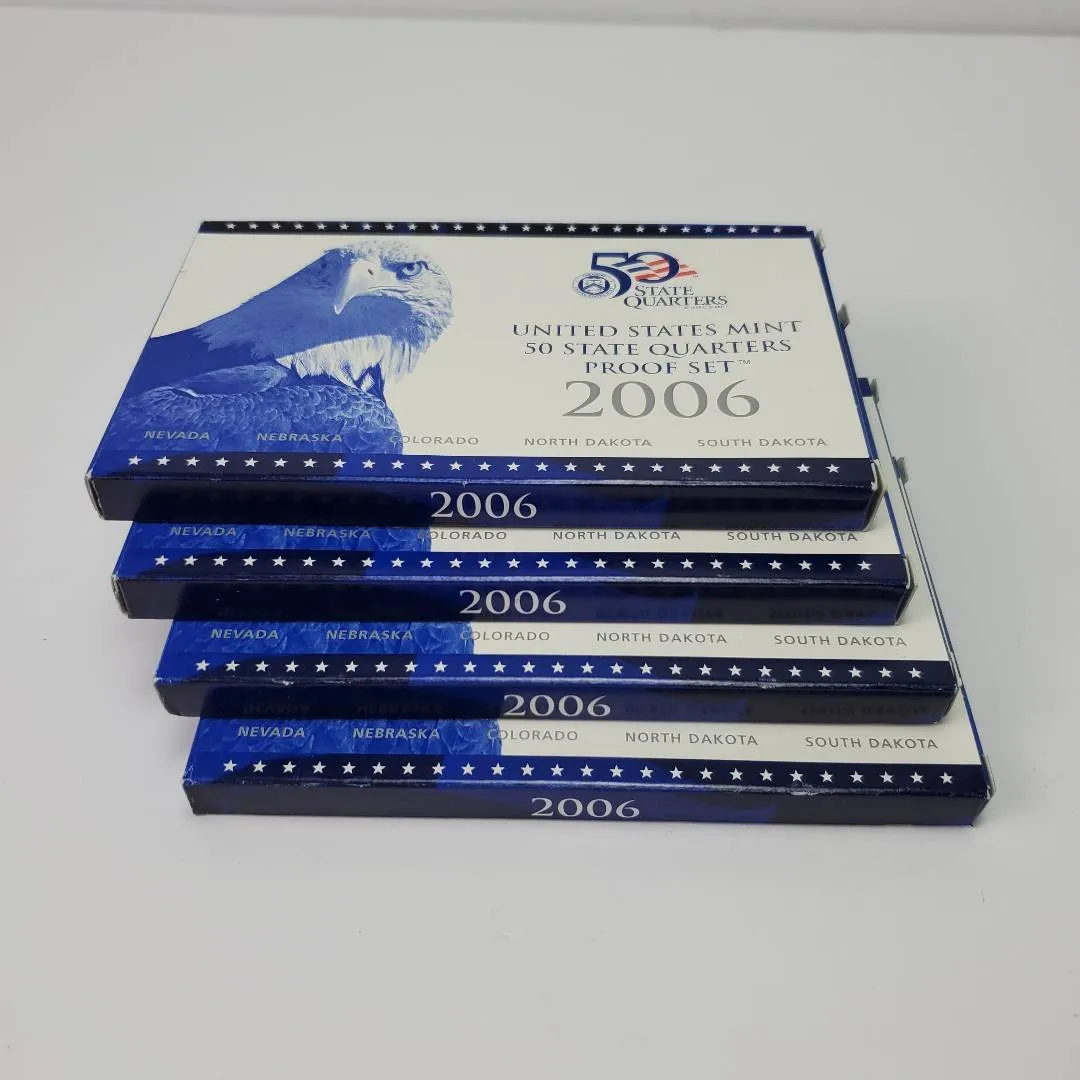 50
STATE
QUARTERS
UNITED STATES MINT
50 STATE QUARTERS
PROOF SET™
2006
NEVADA NEBRASKA COLORADO NORTH DAKOTA SOUTH DAKOTA
2006
NEVADA NEBRASKA COLORADO NORTH DAKOTA SOUTH DAKOTA
2006
NEVADA NEBRASKA COLORADO NORTH DAKOTA SOUTH DAKOTA
2006
NEVADA NEBRASKA COLORADO NORTH DAKOTA SOUTH DAKOTA
2006